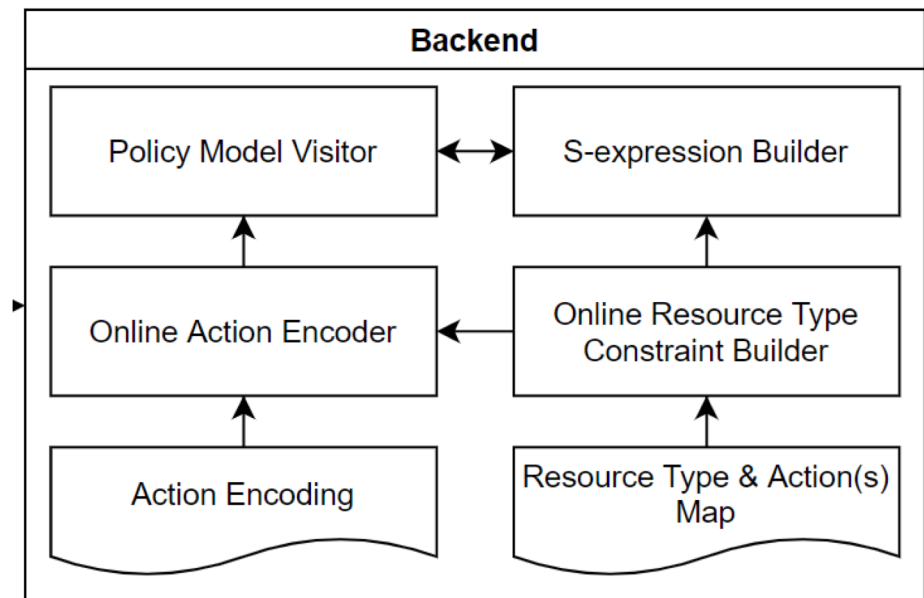 Backend
Policy Model Visitor
S-expression Builder
Online Action Encoder
Online Resource Type
Constraint Builder
Action Encoding
Resource Type & Action(s)
Map